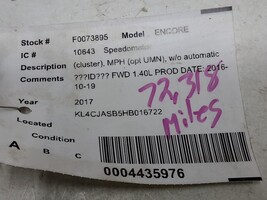 Stock # F0073895 Model ENCORE
IC # 10643 Speedometer
Description (cluster), MPH (opt UMN), w/o automatic
Comments ???ID??? FWD 1.40L PROD DATE: 2016-
10-19
Year 2017
Located KL4CJASB5HB016722
Condition
A B C
72,318
Miles
0004435976